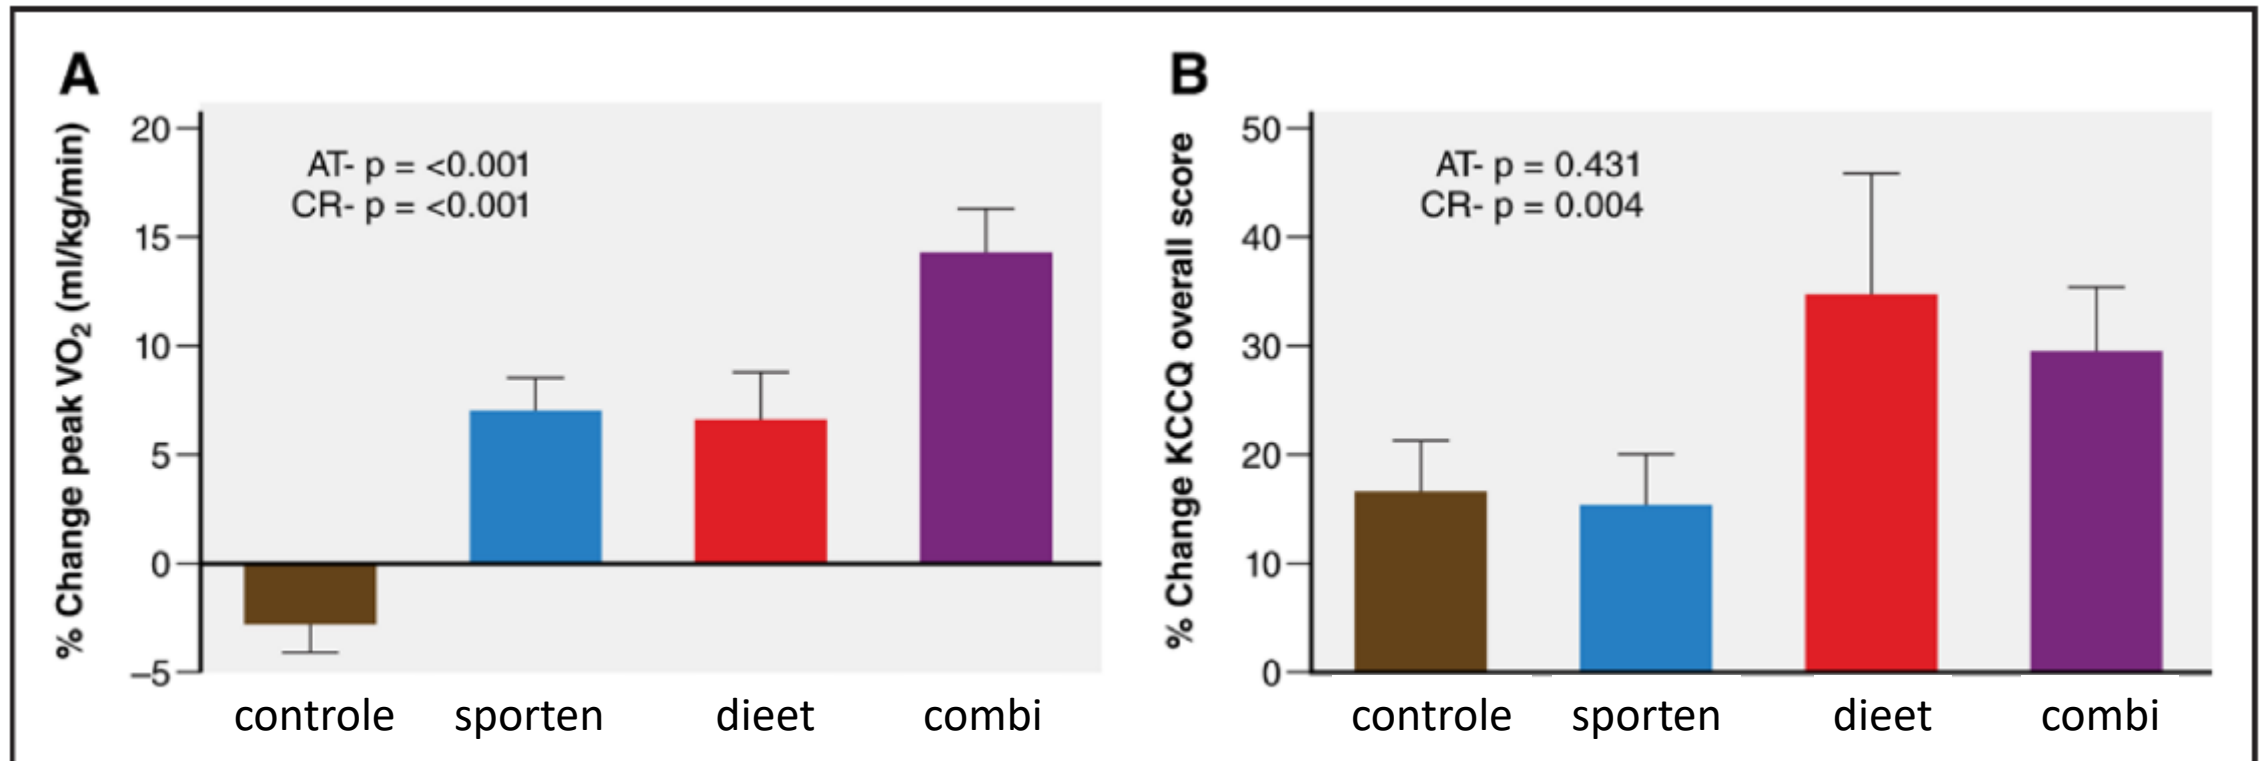 A
% Change peak VO₂ (ml/kg/min)
20
15
10
5
0
–5
AT- p = <0.001
CR- p = <0.001
controle sporten dieet combi
B
% Change KCCQ overall score
50
40
30
20
10
0
AT- p = 0.431
CR- p = 0.004
controle sporten dieet combi